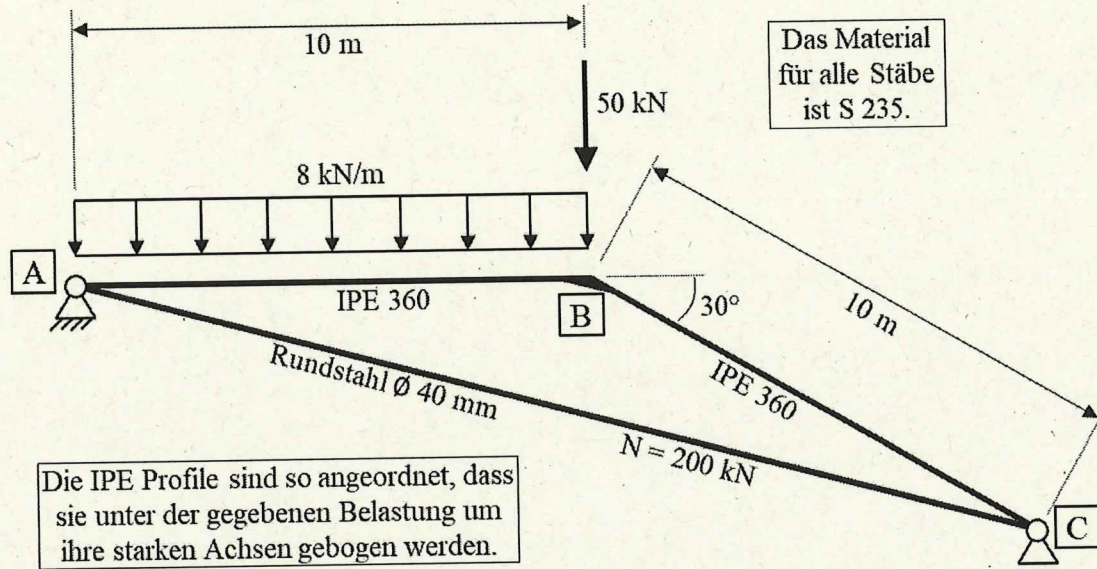 10 m
Das Material
für alle Stäbe
ist S 235.
50 kN
8 kN/m
A
IPE 360
B
30°
10 m
Rundstahl Ø 40 mm
IPE 360
N = 200 kN
Die IPE Profile sind so angeordnet, dass
sie unter der gegebenen Belastung um
ihre starken Achsen gebogen werden.
C